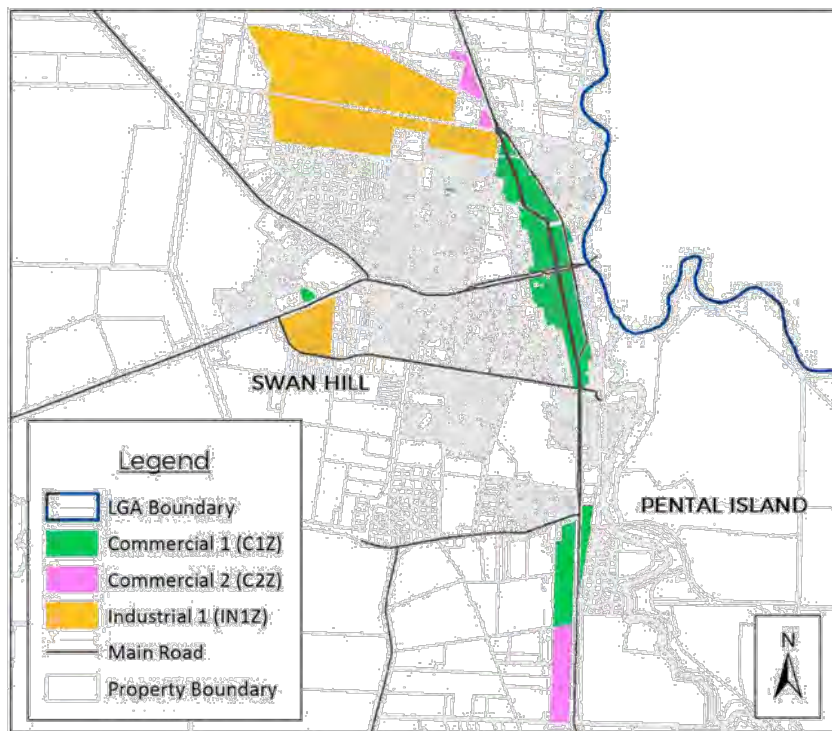 SWAN HILL
PENTAL ISLAND
Legend
LGA Boundary
Commercial 1 (C1Z)
Commercial 2 (C2Z)
Industrial 1 (IN1Z)
Main Road
Property Boundary
N